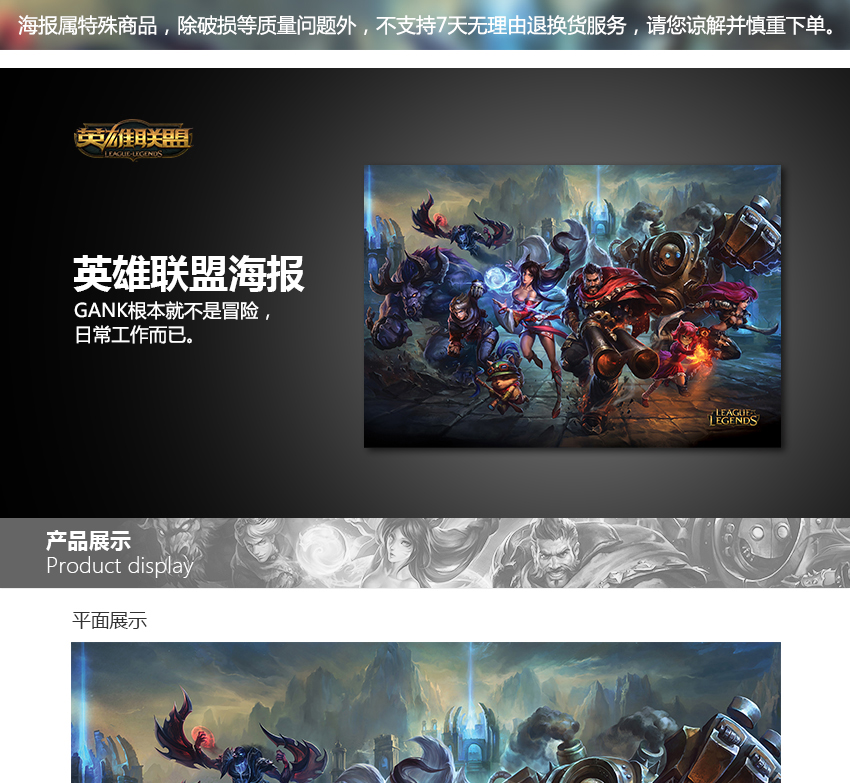 海报属特殊商品，除破损等质量问题外，不支持7天无理由退换货服务，请您谅解并慎重下单。
英雄联盟
LEAGUE OF LEGENDS
英雄联盟海报
GANK根本就不是冒险，
日常工作而已。
LEAGUE OF
LEGENDS
产品展示
Product display
平面展示